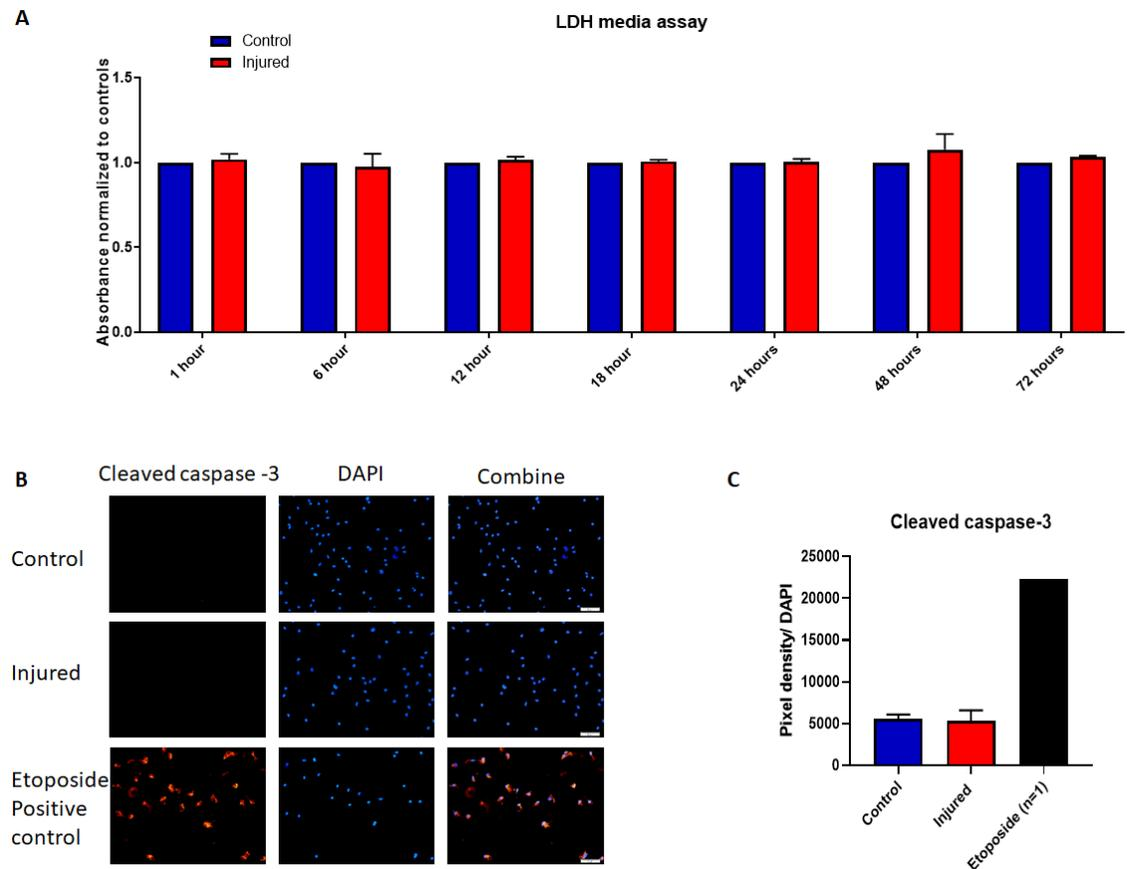 A
LDH media assay
Control
Injured
Absorbance normalized to controls
1.5
1.0
0.5
0.0
1 hour
6 hour
12 hour
18 hour
24 hours
48 hours
72 hours
B
Cleaved caspase -3
DAPI
Combine
Control
Injured
Etoposide
Positive
control
C
Cleaved caspase-3
Pixel density/ DAPI
25000
20000
15000
10000
5000
0
Control
Injured
Etoposide (n=1)